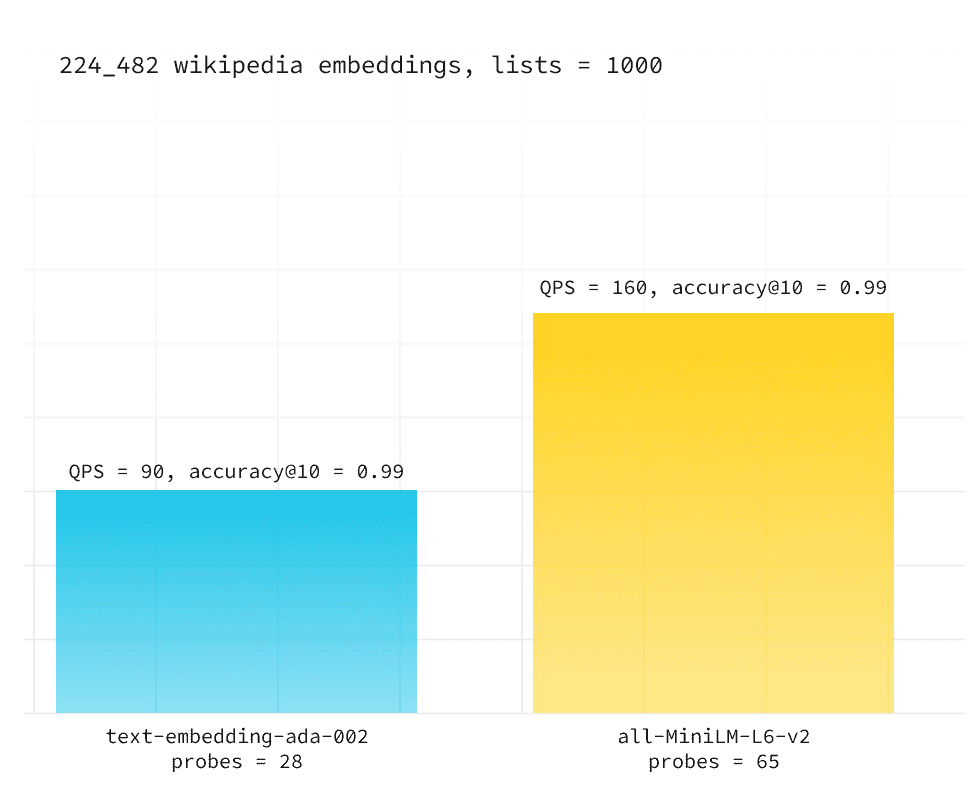 224_482 wikipedia embeddings, lists = 1000
QPS = 160, accuracy@10 = 0.99
QPS = 90, accuracy@10 = 0.99
text-embedding-ada-002
probes = 28
all-MiniLM-L6-v2
probes = 65